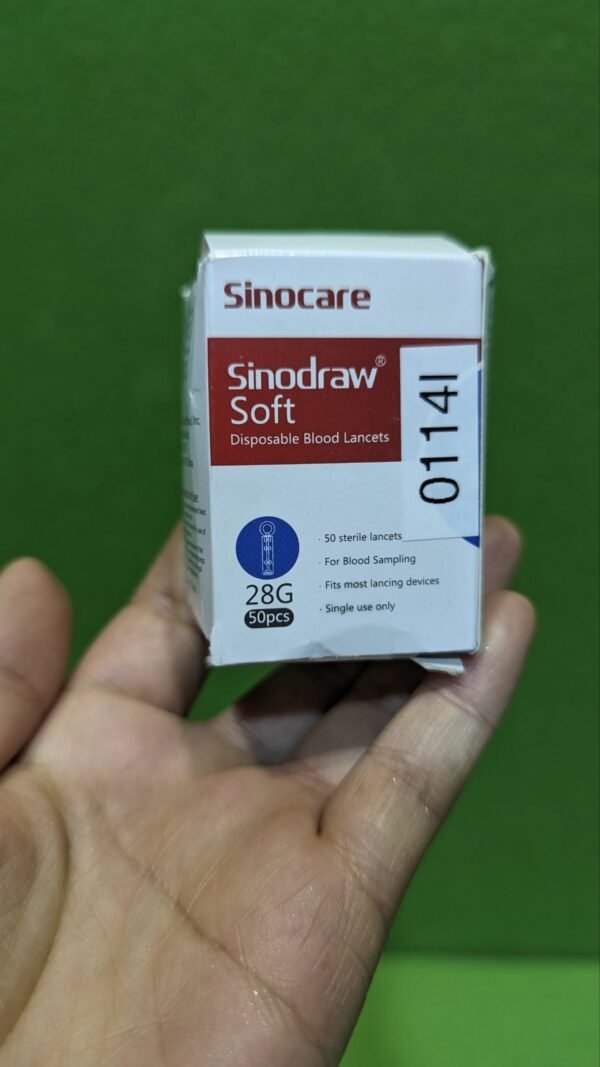 Sinocare
Sinodraw®
Soft
Disposable Blood Lancets
01141
28G
50pcs
· 50 sterile lancets
· For Blood Sampling
· Fits most lancing devices
· Single use only